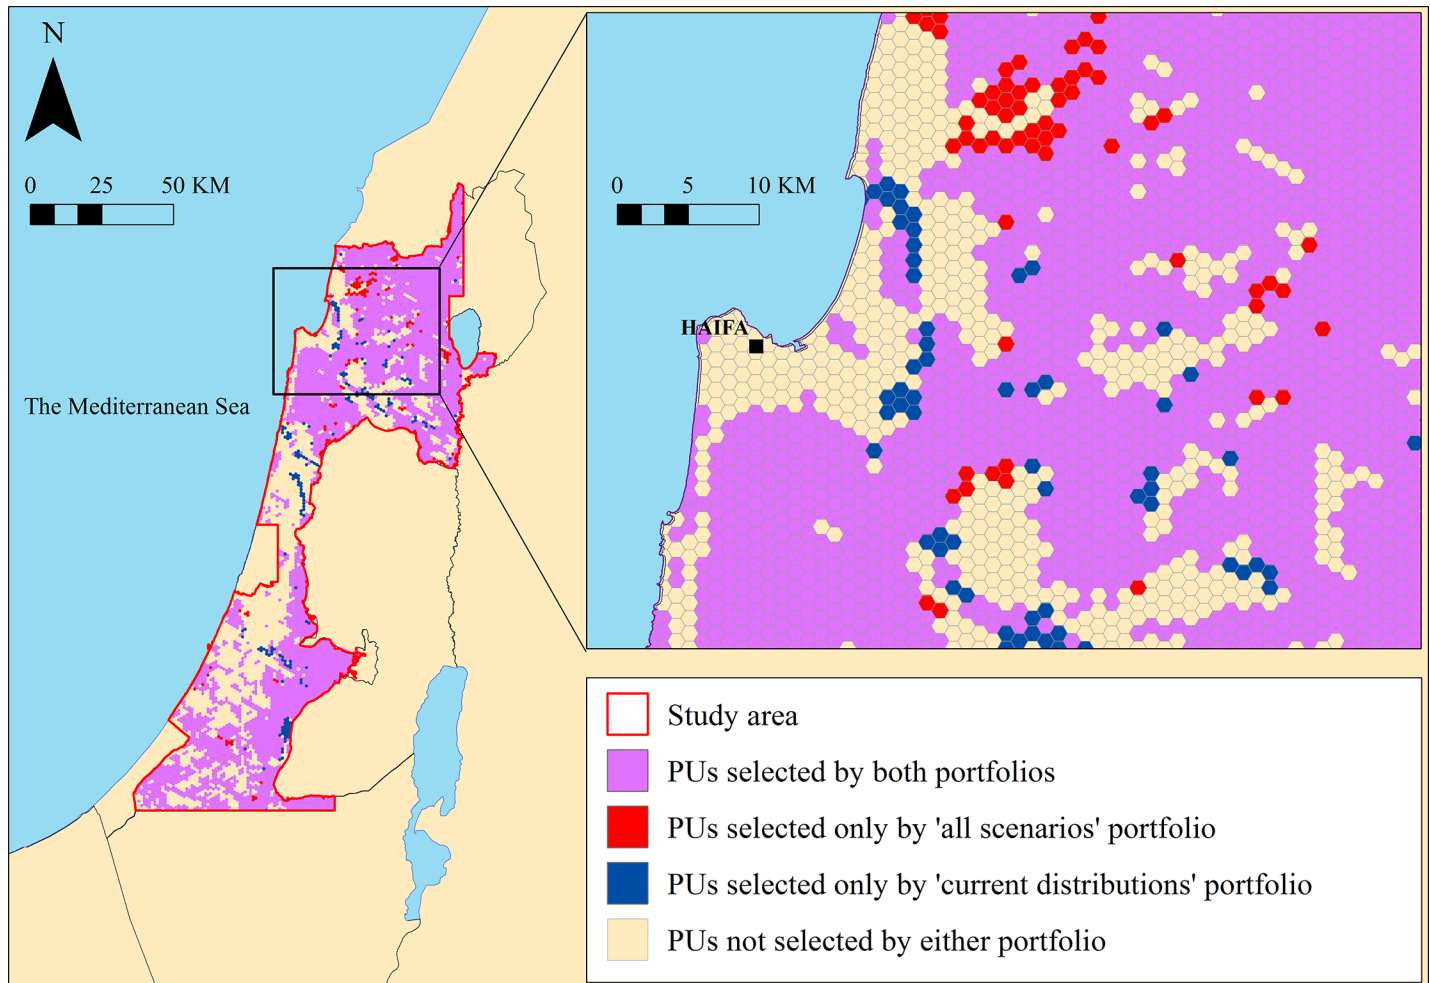 N
0 25 50 KM
The Mediterranean Sea
0 5 10 KM
HAIFA
Study area
PUs selected by both portfolios
PUs selected only by 'all scenarios' portfolio
PUs selected only by 'current distributions' portfolio
PUs not selected by either portfolio